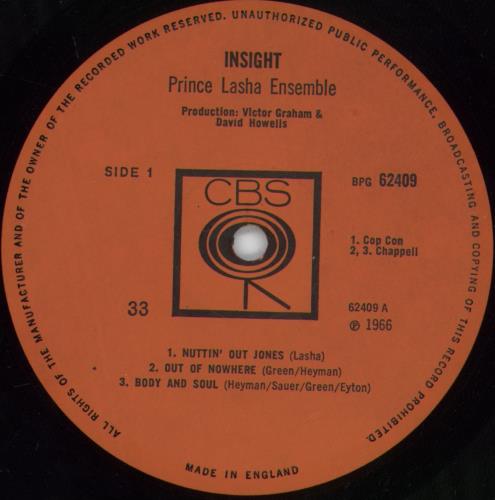 ALL RIGHTS OF THE MANUFACTURER AND OF THE OWNER OF THE RECORDED WORK RESERVED. UNAUTHORIZED PUBLIC PERFORMANCE, BROADCASTING AND COPYING OF THIS RECORD PROHIBITED.
INSIGHT
Prince Lasha Ensemble
Production: Victor Graham &
David Howells
SIDE 1
BPG 62409
CBS
1. Cop Con
2, 3. Chappell
33
62409 A
℗ 1966
1. NUTTIN' OUT JONES (Lasha)
2. OUT OF NOWHERE (Green/Heyman)
3. BODY AND SOUL (Heyman/Sauer/Green/Eyton)
MADE IN ENGLAND